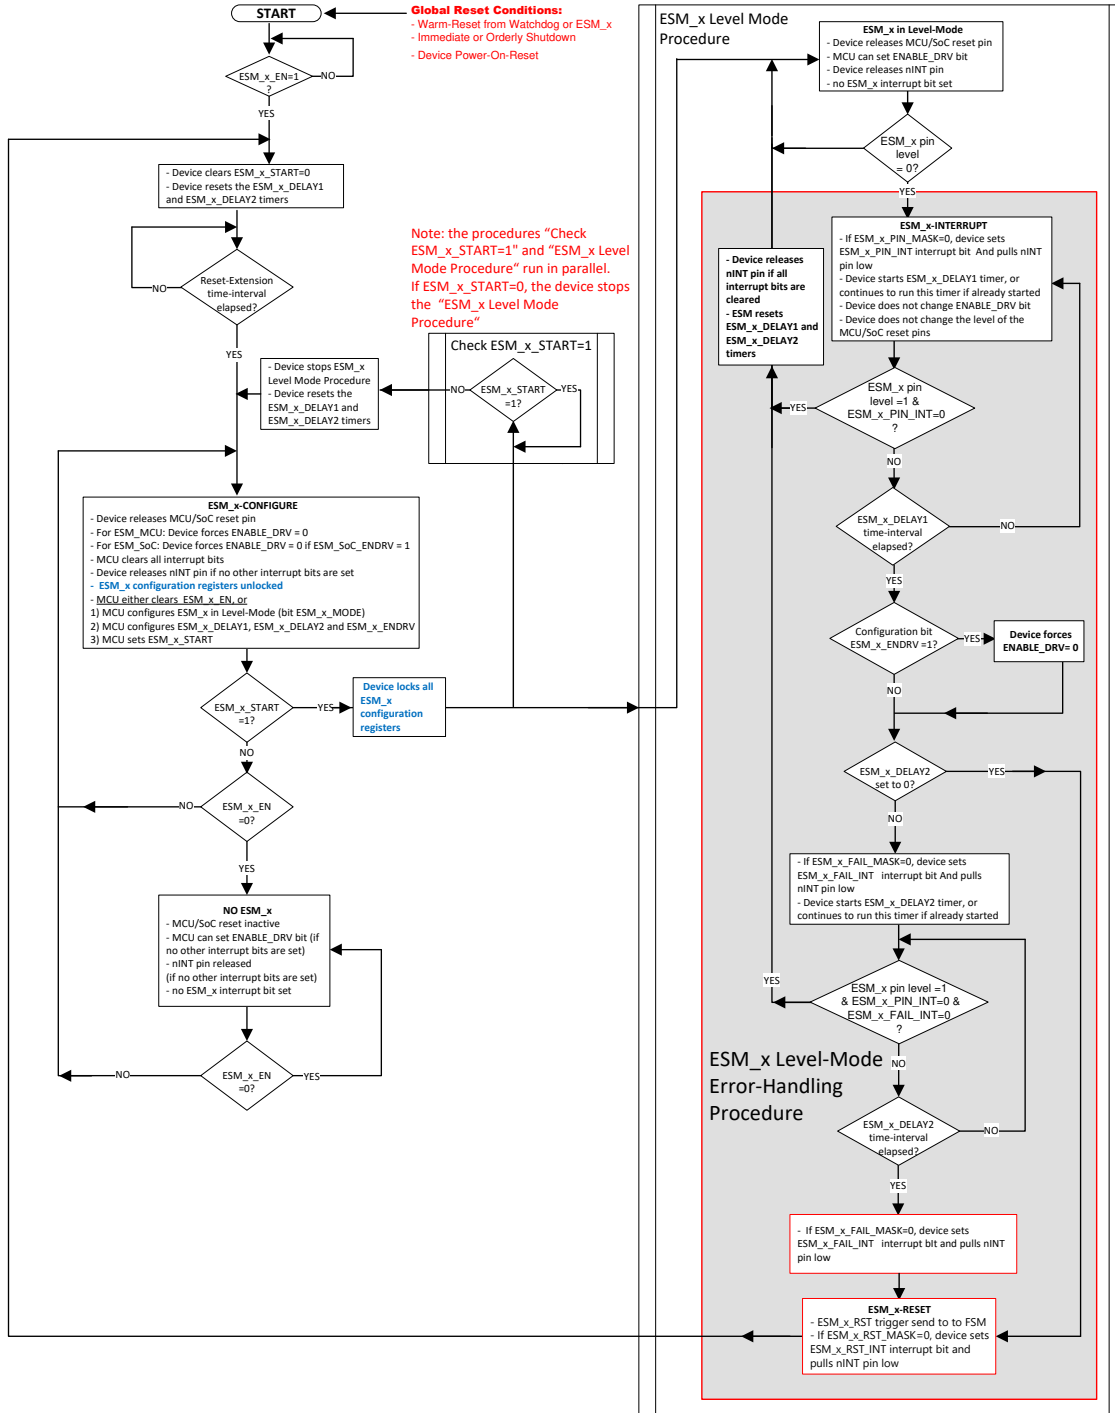 START
Global Reset Conditions:
- Warm-Reset from Watchdog or ESM_x
- Immediate or Orderly Shutdown
- Device Power-On-Reset
ESM_x_EN=1
?
NO
YES
- Device clears ESM_x_START=0
- Device resets the ESM_x_DELAY1
and ESM_x_DELAY2 timers
Reset-Extension
time-interval
elapsed?
NO
YES
Note: the procedures “Check
ESM_x_START=1" and “ESM_x Level
Mode Procedure“ run in parallel.
If ESM_x_START=0, the device stops
the “ESM_x Level Mode
Procedure“
Check ESM_x_START=1
ESM_x_START
=1?
YES
NO
- Device stops ESM_x
Level Mode Procedure
- Device resets the
ESM_x_DELAY1 and
ESM_x_DELAY2 timers
ESM_x-CONFIGURE
- Device releases MCU/SoC reset pin
- For ESM_MCU: Device forces ENABLE_DRV = 0
- For ESM_SoC: Device forces ENABLE_DRV = 0 if ESM_SoC_ENDRV = 1
- MCU clears all interrupt bits
- Device releases nINT pin if no other interrupt bits are set
- ESM_x configuration registers unlocked
- MCU either clears ESM_x_EN, or
1) MCU configures ESM_x in Level-Mode (bit ESM_x_MODE)
2) MCU configures ESM_x_DELAY1, ESM_x_DELAY2 and ESM_x_ENDRV
3) MCU sets ESM_x_START
ESM_x_START
=1?
YES
Device locks all
ESM_x
configuration
registers
NO
ESM_x_EN
=0?
NO
YES
NO ESM_x
- MCU/SoC reset inactive
- MCU can set ENABLE_DRV bit (if
no other interrupt bits are set)
- nINT pin released
(if no other interrupt bits are set)
- no ESM_x interrupt bit set
ESM_x_EN
=0?
NO
YES
ESM_x Level Mode
Procedure
ESM_x in Level-Mode
- Device releases MCU/SoC reset pin
- MCU can set ENABLE_DRV bit
- Device releases nINT pin
- no ESM_x interrupt bit set
ESM_x pin
level
= 0?
YES
ESM_x-INTERRUPT
- If ESM_x_PIN_MASK=0, device sets
ESM_x_PIN_INT interrupt bit And pulls nINT
pin low
- Device starts ESM_x_DELAY1 timer, or
continues to run this timer if already started
- Device does not change ENABLE_DRV bit
- Device does not change the level of the
MCU/SoC reset pins
- Device releases
nINT pin if all
interrupt bits are
cleared
- ESM resets
ESM_x_DELAY1 and
ESM_x_DELAY2
timers
ESM_x pin
level =1 &
ESM_x_PIN_INT=0
?
YES
NO
ESM_x_DELAY1
time-interval
elapsed?
NO
YES
Configuration bit
ESM_x_ENDRV =1?
YES
Device forces
ENABLE_DRV= 0
NO
ESM_x_DELAY2
set to 0?
YES
NO
- If ESM_x_FAIL_MASK=0, device sets
ESM_x_FAIL_INT interrupt bit And pulls
nINT pin low
- Device starts ESM_x_DELAY2 timer, or
continues to run this timer if already started
YES
ESM_x pin level =1
& ESM_x_PIN_INT=0 &
ESM_x_FAIL_INT=0
?
NO
ESM_x Level-Mode
Error-Handling
Procedure
ESM_x_DELAY2
time-interval
elapsed?
NO
YES
- If ESM_x_FAIL_MASK=0, device sets
ESM_x_FAIL_INT interrupt bIt and pulls nINT
pin low
ESM_x-RESET
- ESM_x_RST trigger send to to FSM
- If ESM_x_RST_MASK=0, device sets
ESM_x_RST_INT interrupt bit and
pulls nINT pin low